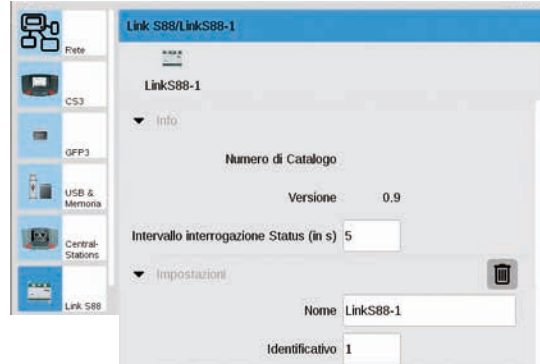 Rete
CS3
GFP3
USB &
Memoria
Central-
Stations
Link S88
Link S88/LinkS88-1
LinkS88-1
Info
Numero di Catalogo
Versione 0.9
Intervallo interrogazione Status (in s) 5
Impostazioni
Nome LinkS88-1
Identificativo 1